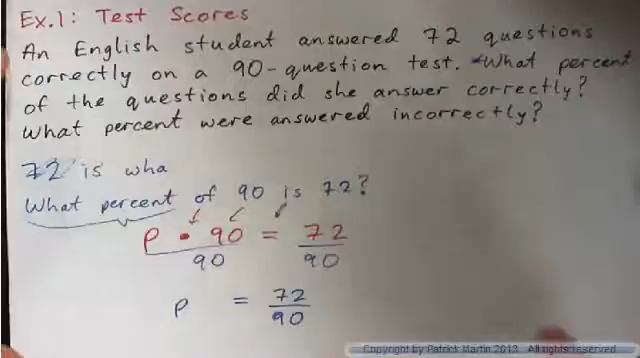 Ex.1: Test Scores
An English student answered 72 questions
correctly on a 90-question test. What percent
of the questions did she answer correctly?
What percent were answered incorrectly?
72 is wha
What percent of 90 is 72?
P • 90 = 72
90 90
P = 72
90
Copyright by Patrick Martin 2013. All rights reserved